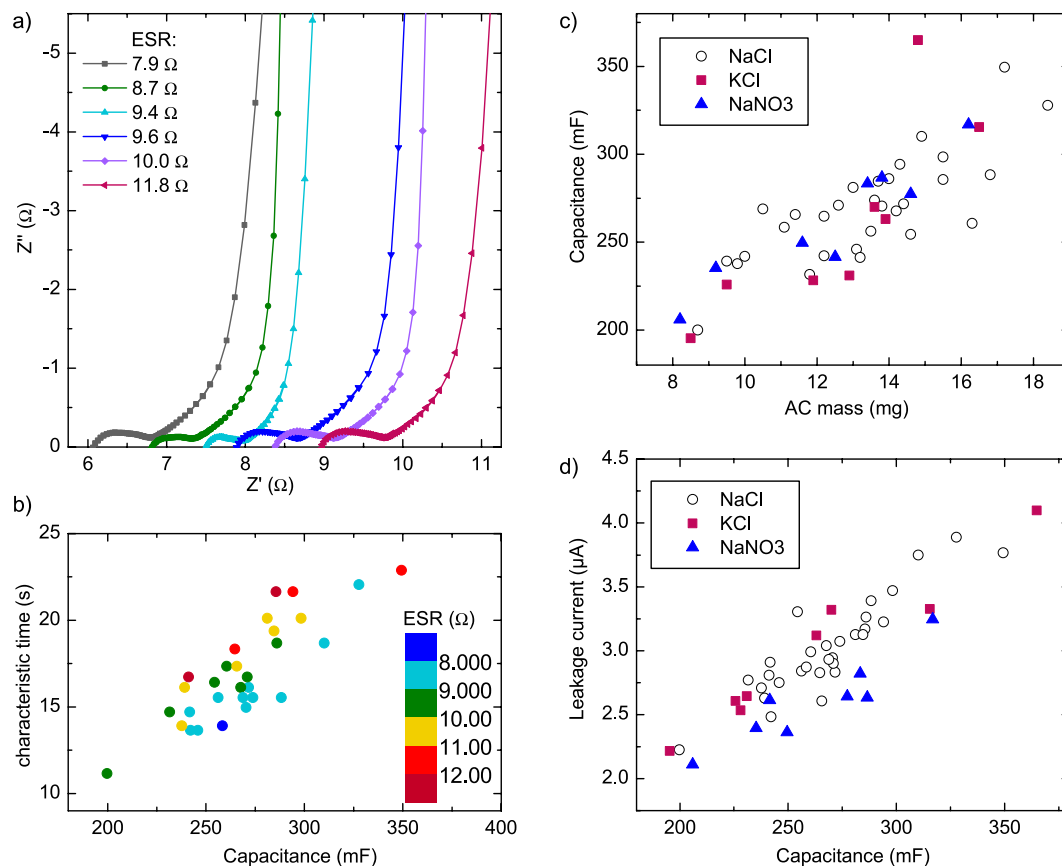 a)
-5
-4
-3
-2
-1
0
Z'' (Ω)
ESR:
7.9 Ω
8.7 Ω
9.4 Ω
9.6 Ω
10.0 Ω
11.8 Ω
6 7 8 9 10 11
Z' (Ω)
b)
25
20
15
10
characteristic time (s)
ESR (Ω)
8.000
9.000
10.00
11.00
12.00
200 250 300 350 400
Capacitance (mF)
c)
350
300
250
200
Capacitance (mF)
NaCl
KCl
NaNO3
8 10 12 14 16 18
AC mass (mg)
d)
4.5
4.0
3.5
3.0
2.5
2.0
Leakage current (µA)
NaCl
KCl
NaNO3
200 250 300 350
Capacitance (mF)